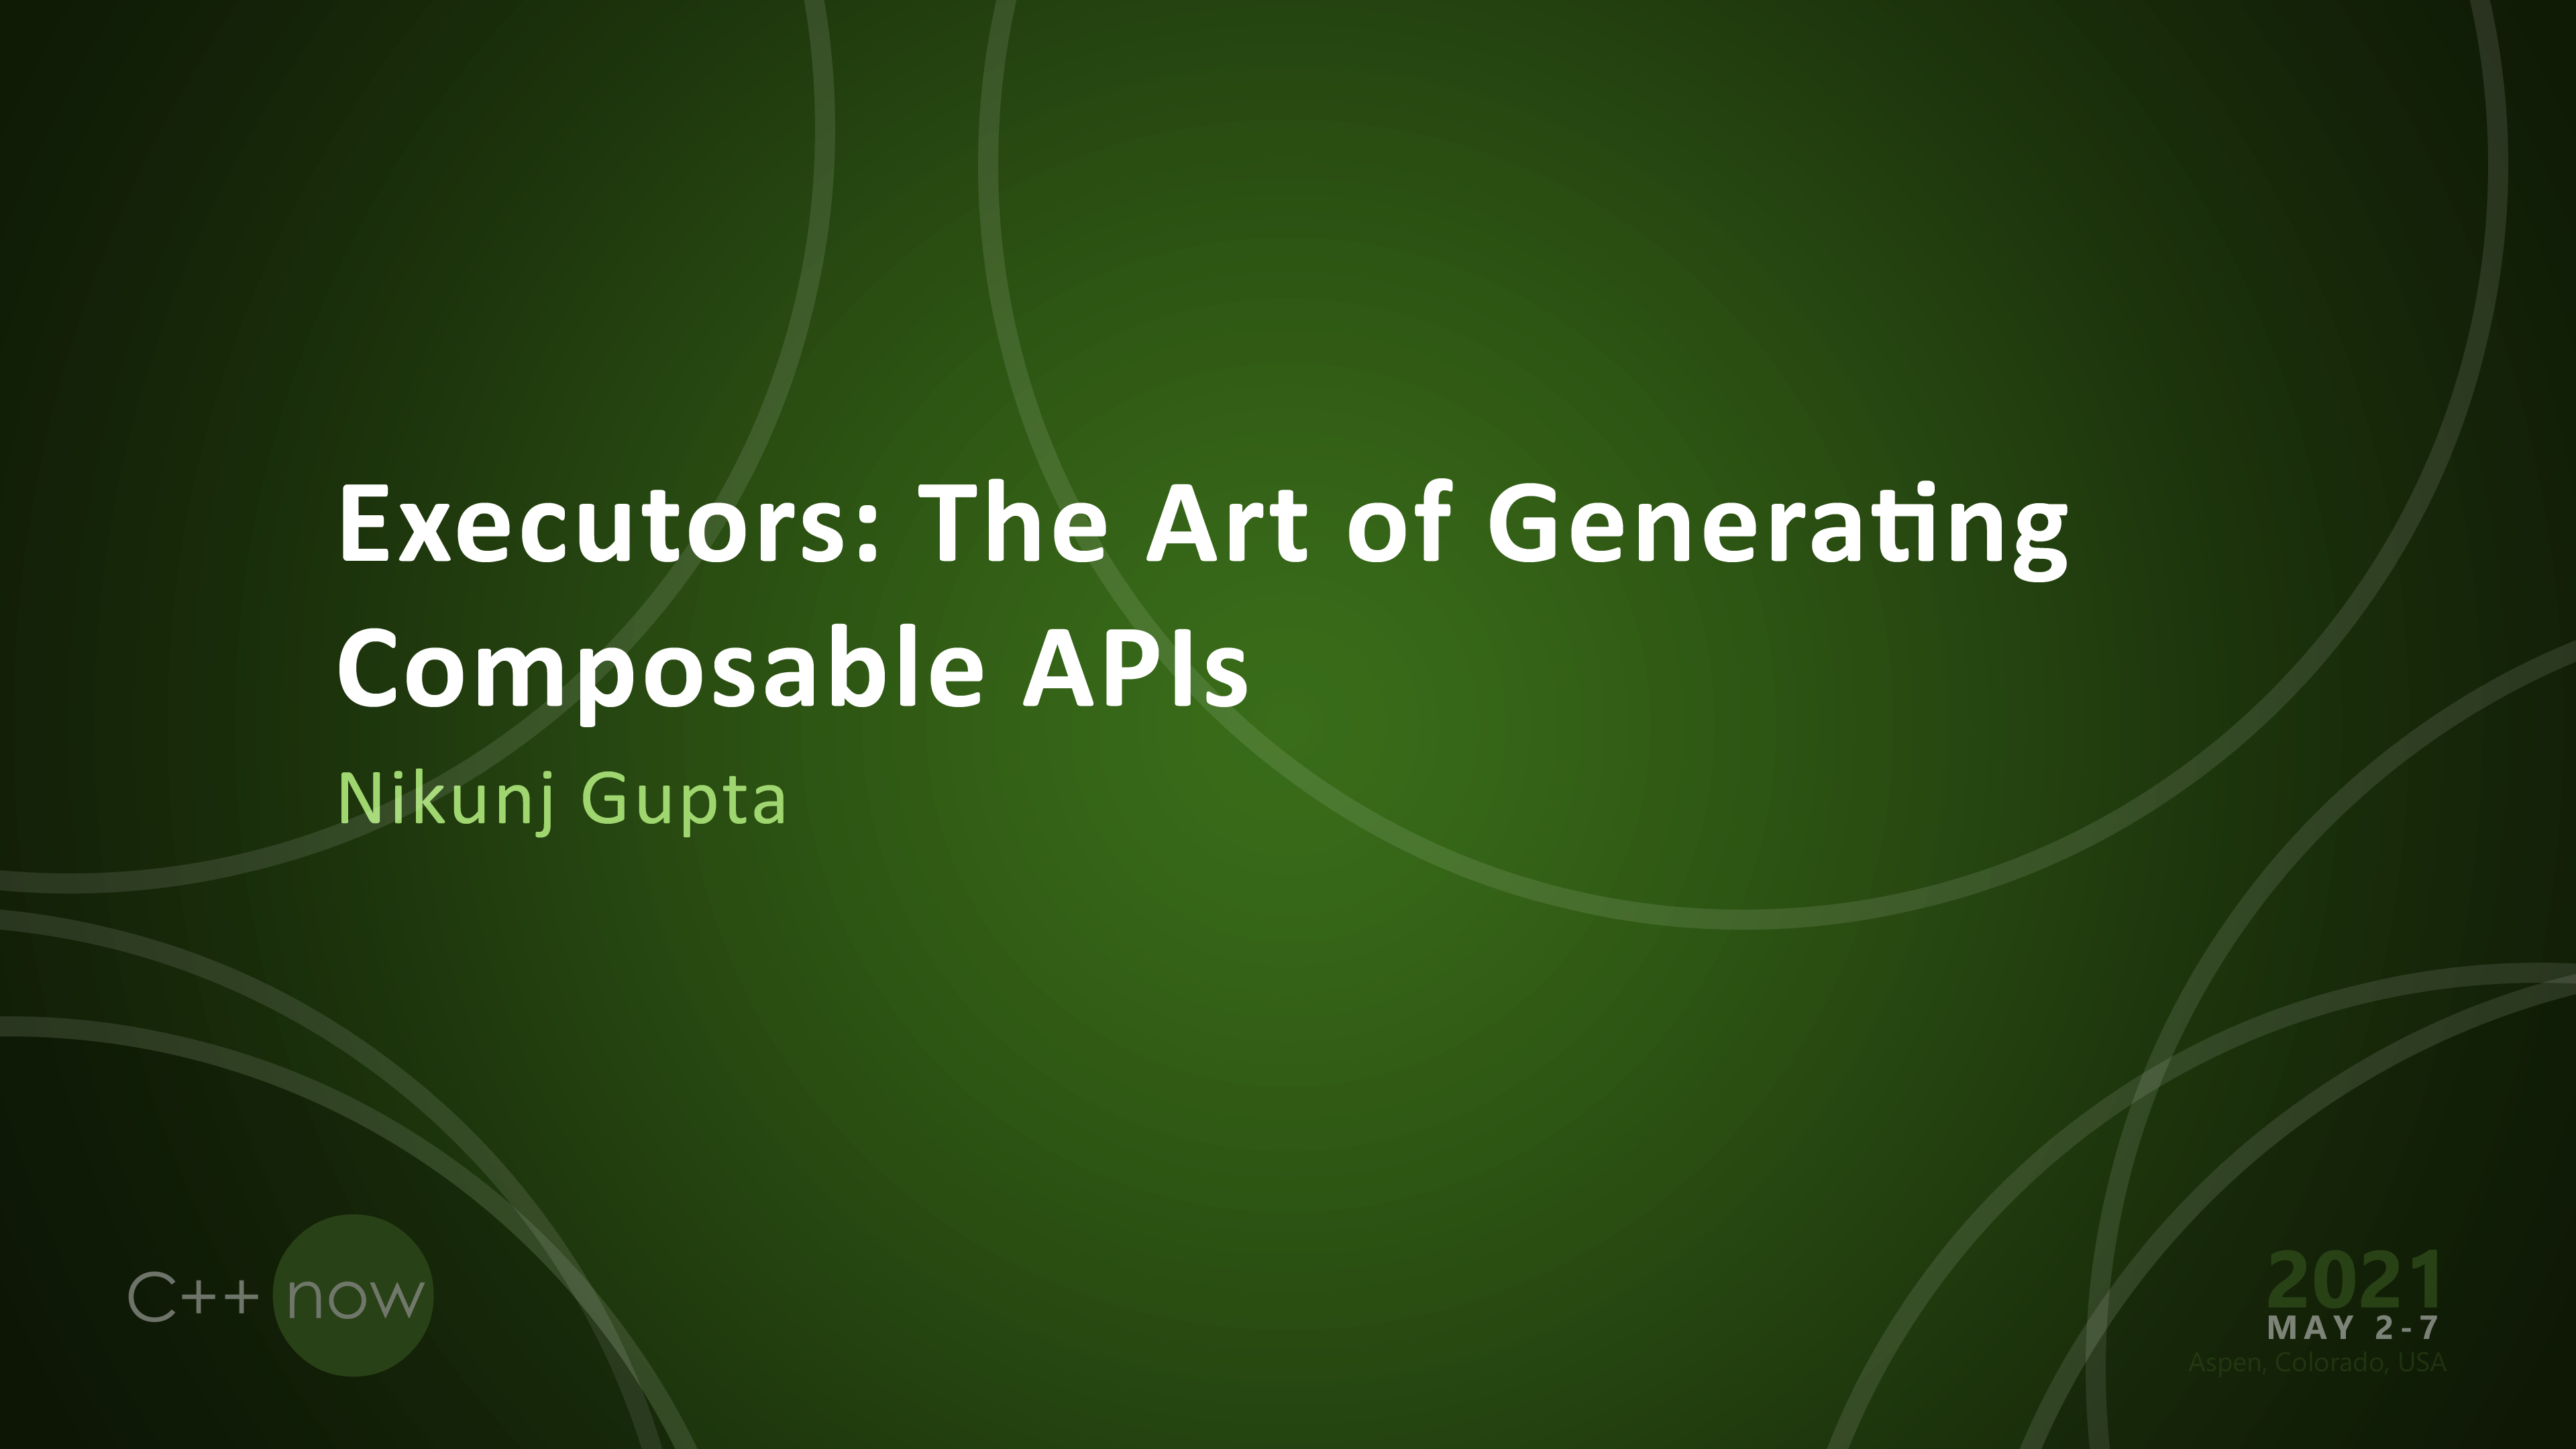 Executors: The Art of Generating
Composable APIs
Nikunj Gupta
C++ now
2021
MAY 2-7
Aspen, Colorado, USA